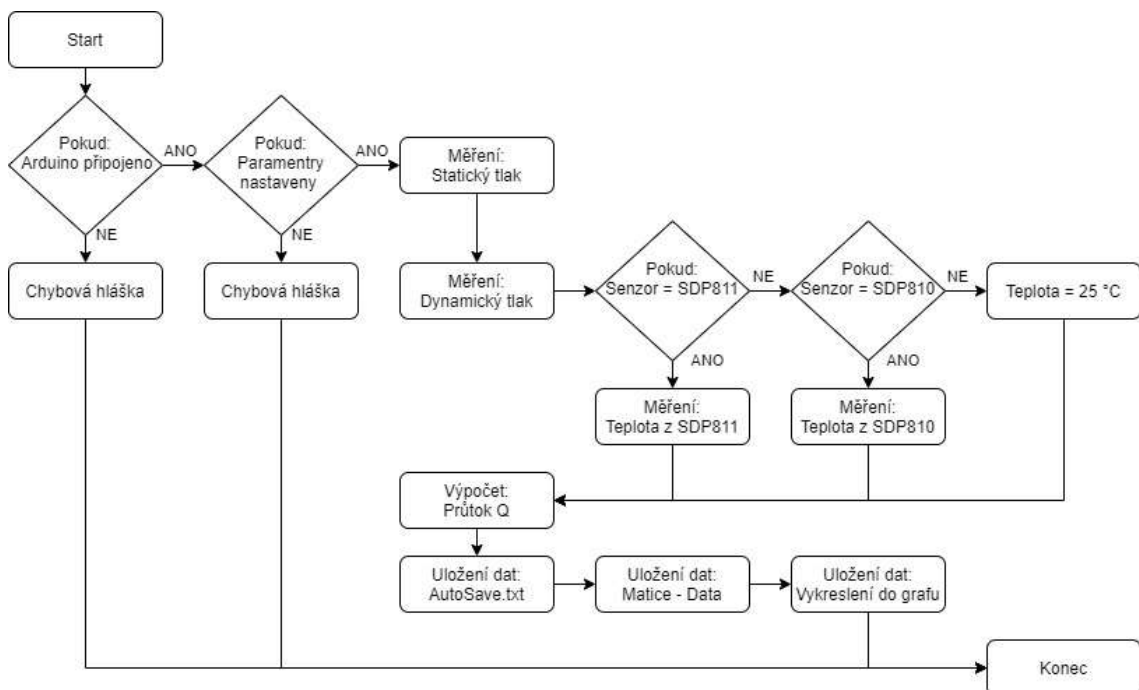 Start
Pokud:
Arduino připojeno
ANO
NE
Chybová hláška
Pokud:
Paramentry
nastaveny
ANO
NE
Chybová hláška
Měření:
Statický tlak
Měření:
Dynamický tlak
Pokud:
Senzor = SDP811
NE
ANO
Pokud:
Senzor = SDP810
NE
ANO
Teplota = 25 °C
Měření:
Teplota z SDP811
Měření:
Teplota z SDP810
Výpočet:
Průtok Q
Uložení dat:
AutoSave.txt
Uložení dat:
Matice - Data
Uložení dat:
Vykreslení do grafu
Konec